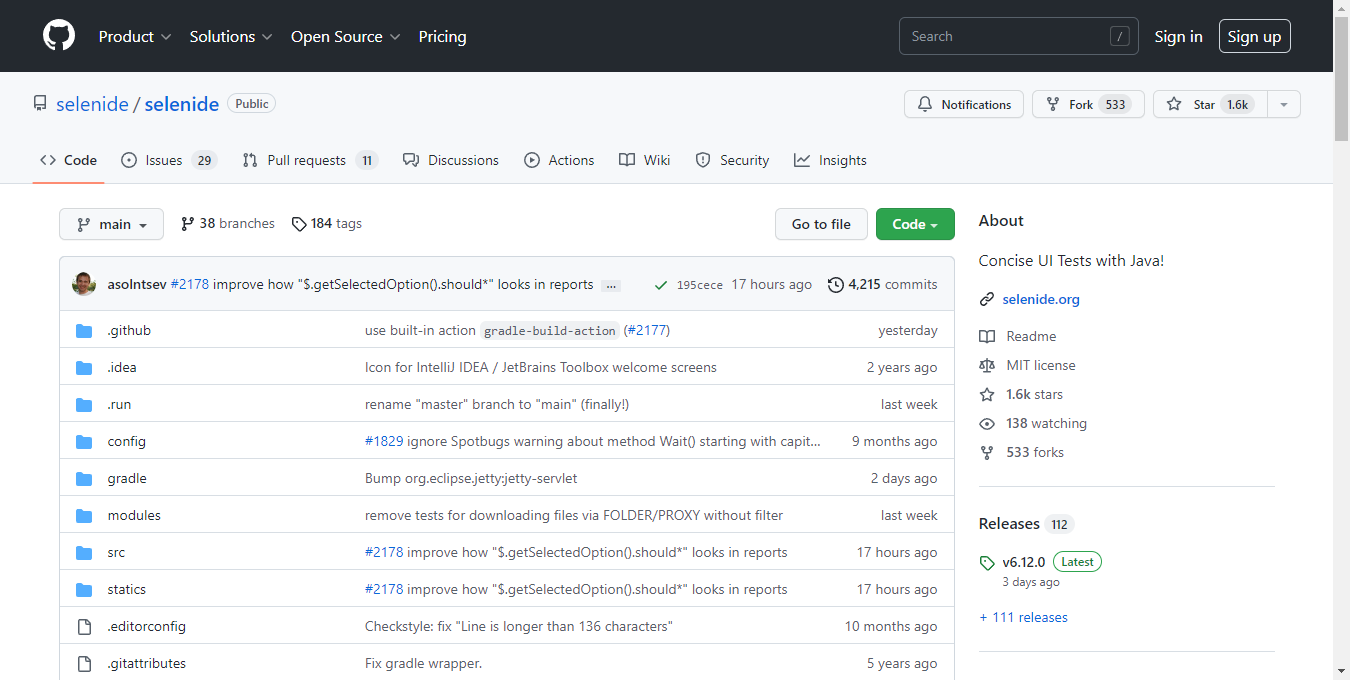 Product Solutions Open Source Pricing Search / Sign in Sign up
selenide / selenide Public Notifications Fork 533 Star 1.6k
Code Issues 29 Pull requests 11 Discussions Actions Wiki Security Insights
main 38 branches 184 tags Go to file Code
asolntsev #2178 improve how "$.getSelectedOption().should*" looks in reports ... 195cece 17 hours ago 4,215 commits
.github use built-in action gradle-build-action (#2177) yesterday
.idea Icon for IntelliJ IDEA / JetBrains Toolbox welcome screens 2 years ago
.run rename "master" branch to "main" (finally!) last week
config #1829 ignore Spotbugs warning about method Wait() starting with capit... 9 months ago
gradle Bump org.eclipse.jetty:jetty-servlet 2 days ago
modules remove tests for downloading files via FOLDER/PROXY without filter last week
src #2178 improve how "$.getSelectedOption().should*" looks in reports 17 hours ago
statics #2178 improve how "$.getSelectedOption().should*" looks in reports 17 hours ago
.editorconfig Checkstyle: fix "Line is longer than 136 characters" 10 months ago
.gitattributes Fix gradle wrapper. 5 years ago
About
Concise UI Tests with Java!
selenide.org
Readme
MIT license
1.6k stars
138 watching
533 forks
Releases 112
v6.12.0 Latest
3 days ago
+ 111 releases